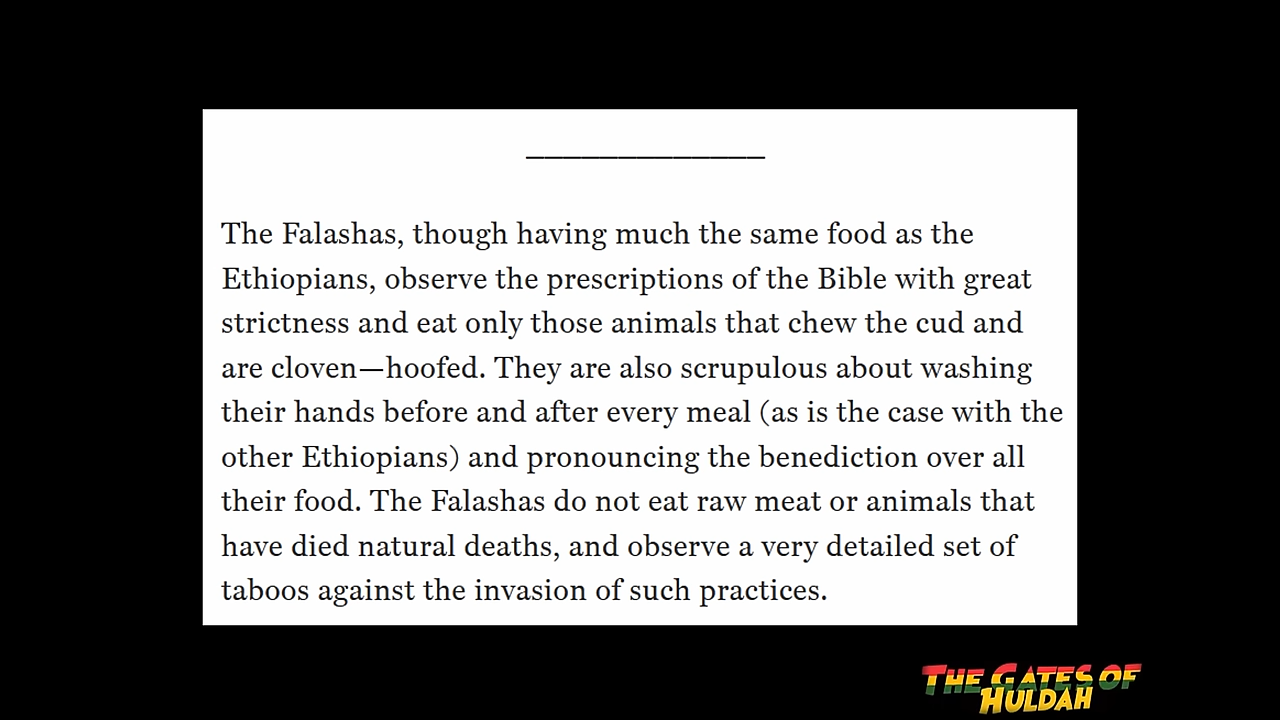 The Falashas, though having much the same food as the
Ethiopians, observe the prescriptions of the Bible with great
strictness and eat only those animals that chew the cud and
are cloven—hoofed. They are also scrupulous about washing
their hands before and after every meal (as is the case with the
other Ethiopians) and pronouncing the benediction over all
their food. The Falashas do not eat raw meat or animals that
have died natural deaths, and observe a very detailed set of
taboos against the invasion of such practices.
THE GATES OF
HULDAH